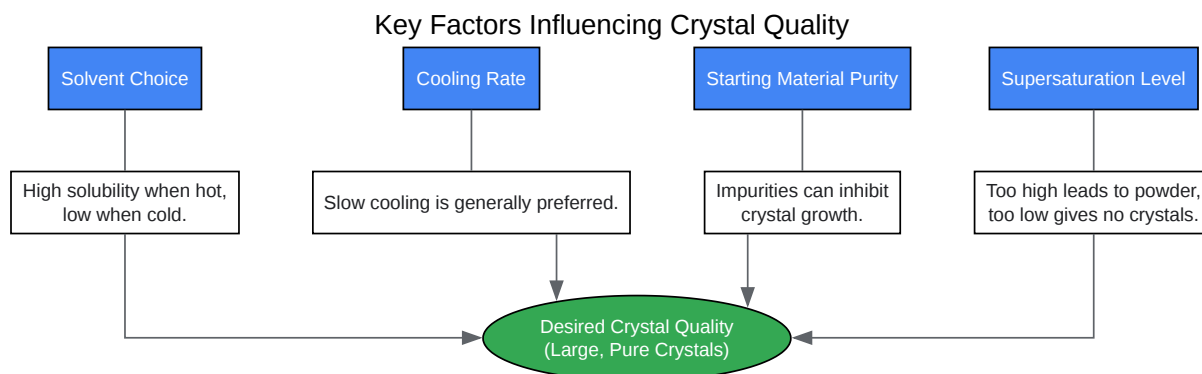 Key Factors Influencing Crystal Quality
Solvent Choice
Cooling Rate
Starting Material Purity
Supersaturation Level
High solubility when hot,
low when cold.
Slow cooling is generally preferred.
Impurities can inhibit
crystal growth.
Too high leads to powder,
too low gives no crystals.
Desired Crystal Quality
(Large, Pure Crystals)